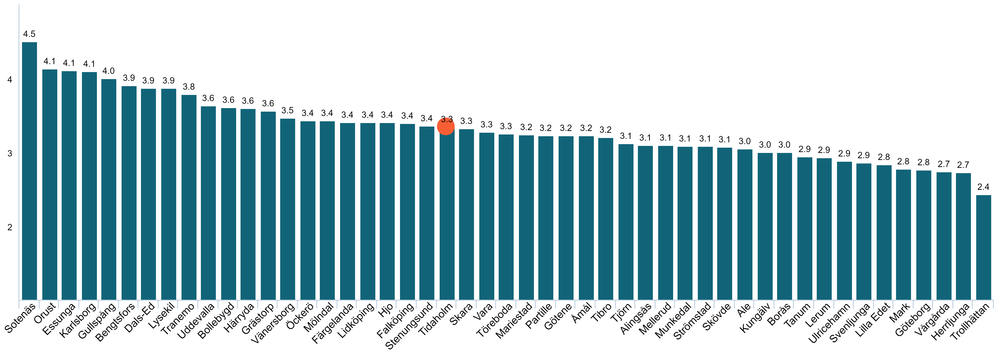 4.5
4.1
4.1
4.1
4.0
3.9
3.9
3.9
3.8
3.6
3.6
3.6
3.6
3.5
3.4
3.4
3.4
3.4
3.4
3.4
3.4
3.3
3.3
3.3
3.3
3.2
3.2
3.2
3.2
3.2
3.1
3.1
3.1
3.1
3.1
3.1
3.0
3.0
3.0
2.9
2.9
2.9
2.9
2.8
2.8
2.8
2.7
2.7
2.4
4
3
2
Sotenäs
Orust
Essunga
Karlsborg
Gullspång
Bengtsfors
Dals-Ed
Lysekil
Tranemo
Uddevalla
Bollebygd
Härryda
Grästorp
Vänersborg
Öckerö
Mölndal
Färgelanda
Lidköping
Hjo
Falköping
Stenungsund
Tidaholm
Skara
Vara
Töreboda
Mariestad
Partille
Götene
Åmål
Tibro
Tjörn
Alingsås
Mellerud
Munkedal
Strömstad
Skövde
Ale
Kungälv
Borås
Tanum
Lerum
Ulricehamn
Svenljunga
Lilla Edet
Mark
Göteborg
Vårgårda
Herrljunga
Trollhättan